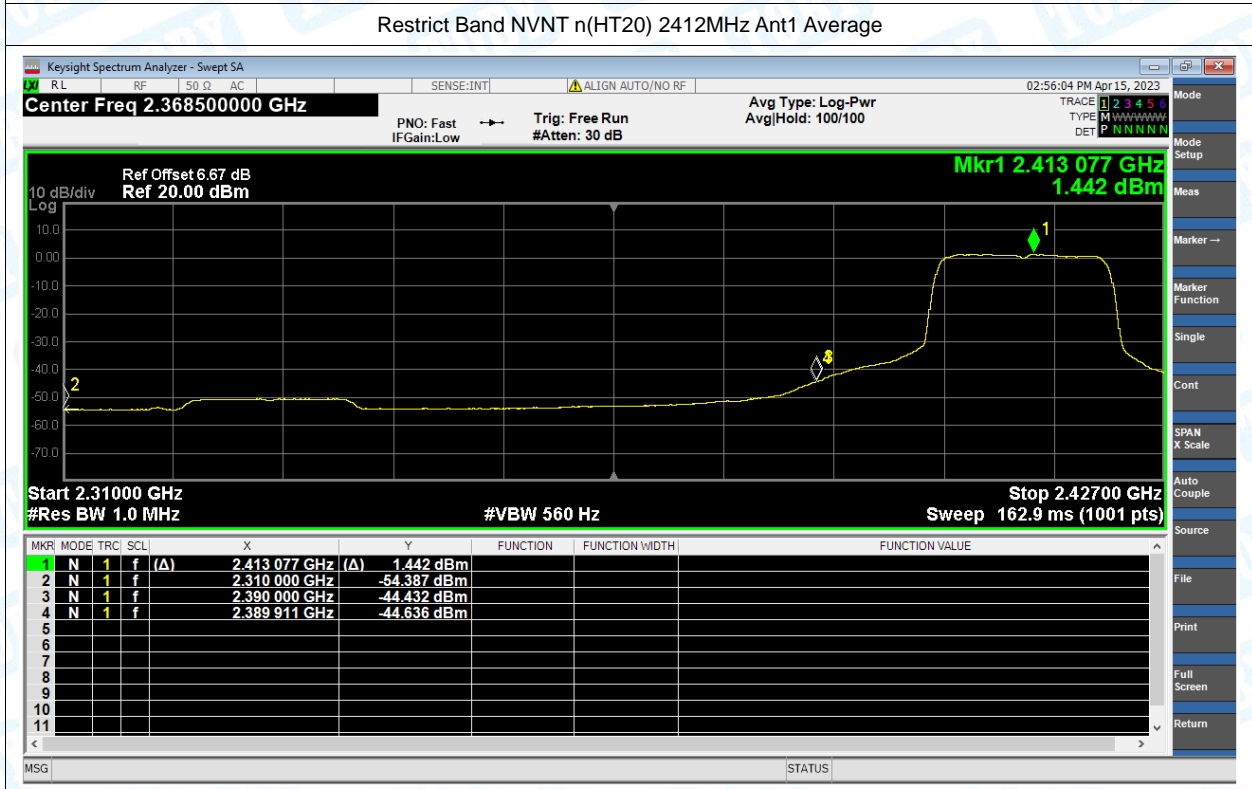 Restrict Band NVNT n(HT20) 2412MHz Ant1 Average
Keysight Spectrum Analyzer - Swept SA
LXI RL RF 50 Ω AC SENSE:INT ALIGN AUTO/NO RF 02:56:04 PM Apr 15, 2023
Center Freq 2.368500000 GHz
PNO: Fast
IFGain:Low
Trig: Free Run
#Atten: 30 dB
Avg Type: Log-Pwr
Avg|Hold: 100/100
TRACE 1 2 3 4 5 6
TYPE M WWWWW
DET P N N N N N
Mkr1 2.413 077 GHz
1.442 dBm
Ref Offset 6.67 dB
10 dB/div Ref 20.00 dBm
Log
10.0
0.00
-10.0
-20.0
-30.0
-40.0
-50.0
-60.0
-70.0
1
2
Start 2.31000 GHz
Stop 2.42700 GHz
#Res BW 1.0 MHz
#VBW 560 Hz
Sweep 162.9 ms (1001 pts)
MKR MODE TRC SCL X Y FUNCTION FUNCTION WIDTH FUNCTION VALUE
1 N 1 f (Δ) 2.413 077 GHz (Δ) 1.442 dBm
2 N 1 f 2.310 000 GHz -54.387 dBm
3 N 1 f 2.390 000 GHz -44.432 dBm
4 N 1 f 2.389 911 GHz -44.636 dBm
5
6
7
8
9
10
11
MSG
STATUS
Mode
Mode Setup
Meas
Marker →
Marker Function
Single
Cont
SPAN X Scale
Auto Couple
Source
File
Print
Full Screen
Return